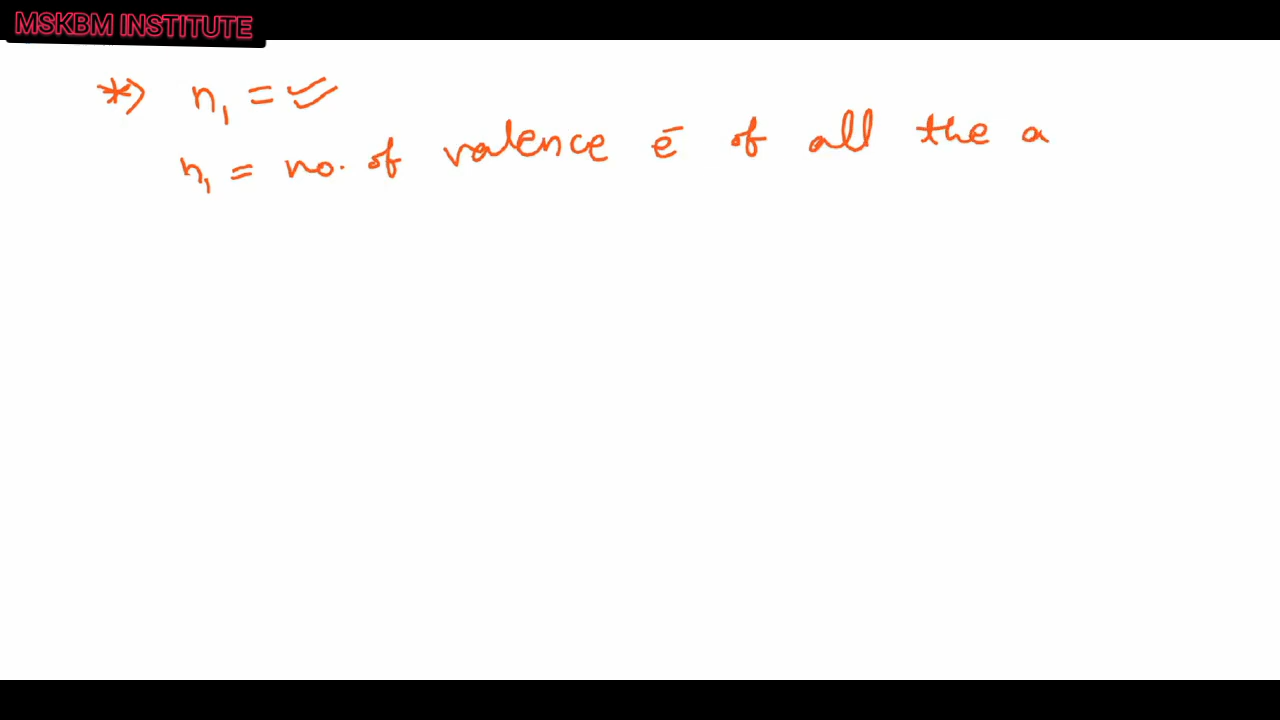 MSKBM INSTITUTE
*⇒ n₁ = ✓
n₁ = no. of valence e⁻ of all the a